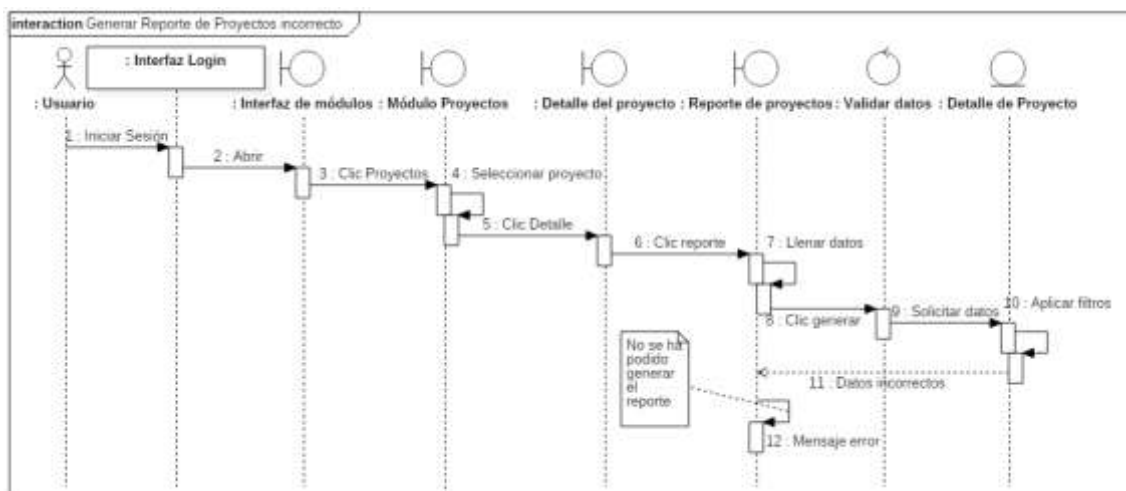 interaction Generar Reporte de Proyectos incorrecto
: Interfaz Login
: Usuario
: Interfaz de módulos
: Módulo Proyectos
: Detalle del proyecto
: Reporte de proyectos
: Validar datos
: Detalle de Proyecto
1 : Iniciar Sesión
2 : Abrir
3 : Clic Proyectos
4 : Seleccionar proyecto
5 : Clic Detalle
6 : Clic reporte
7 : Llenar datos
8 : Clic generar
9 : Solicitar datos
10 : Aplicar filtros
No se ha
podido
generar
el
reporte
11 : Datos incorrectos
12 : Mensaje error